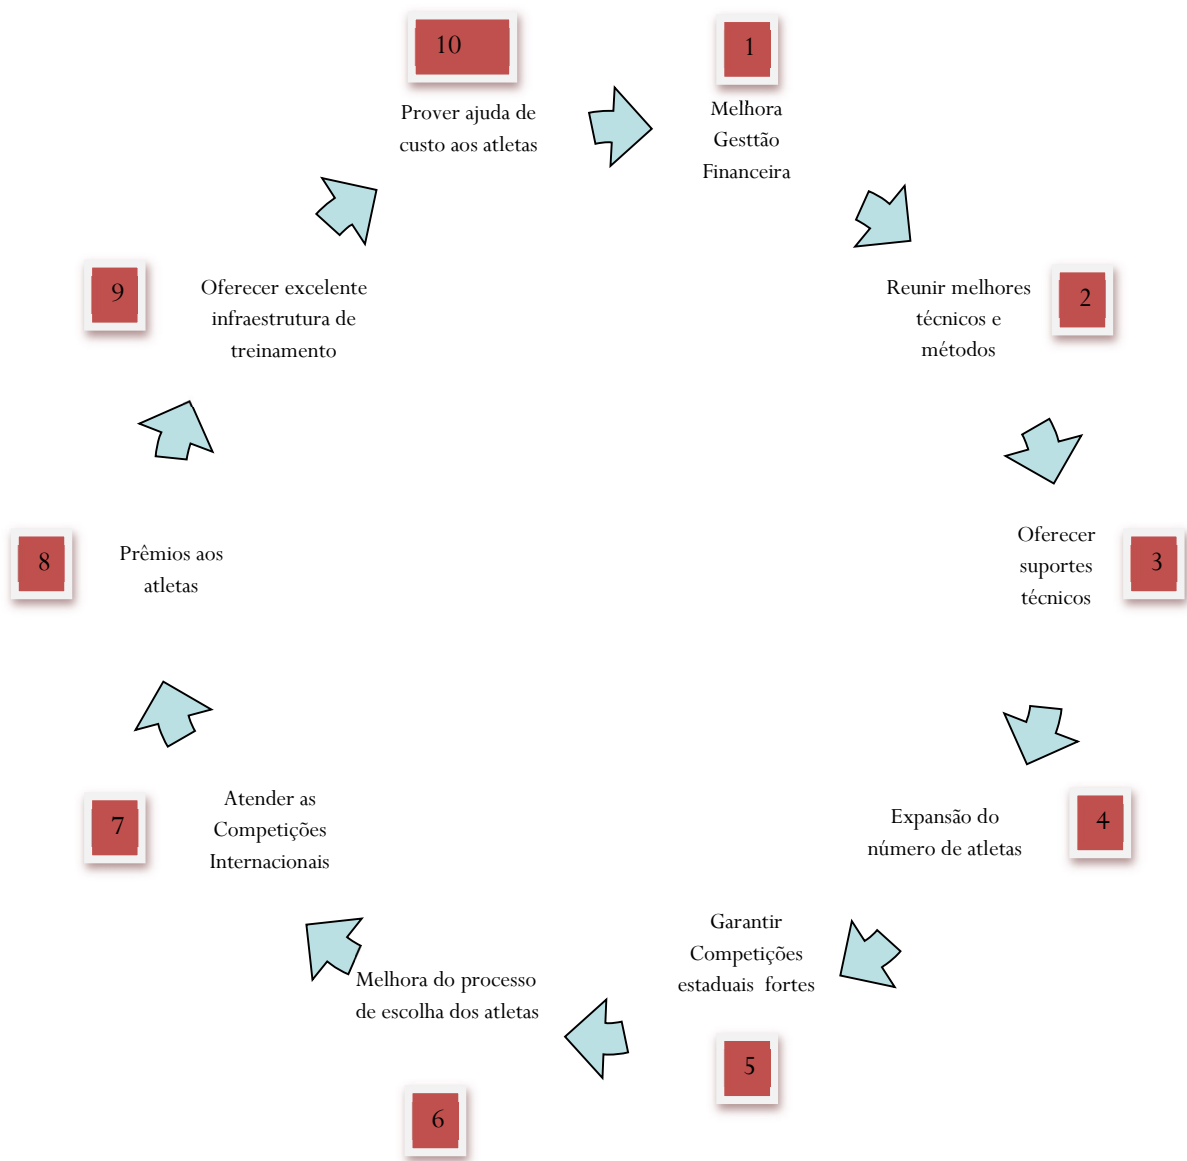 1
Melhora
Gesttão
Financeira
2
Reunir melhores
técnicos e
métodos
3
Oferecer
suportes
técnicos
4
Expansão do
número de atletas
5
Garantir
Competições
estaduais fortes
6
Melhora do processo
de escolha dos atletas
7
Atender as
Competições
Internacionais
8
Prêmios aos
atletas
9
Oferecer excelente
infraestrutura de
treinamento
10
Prover ajuda de
custo aos atletas